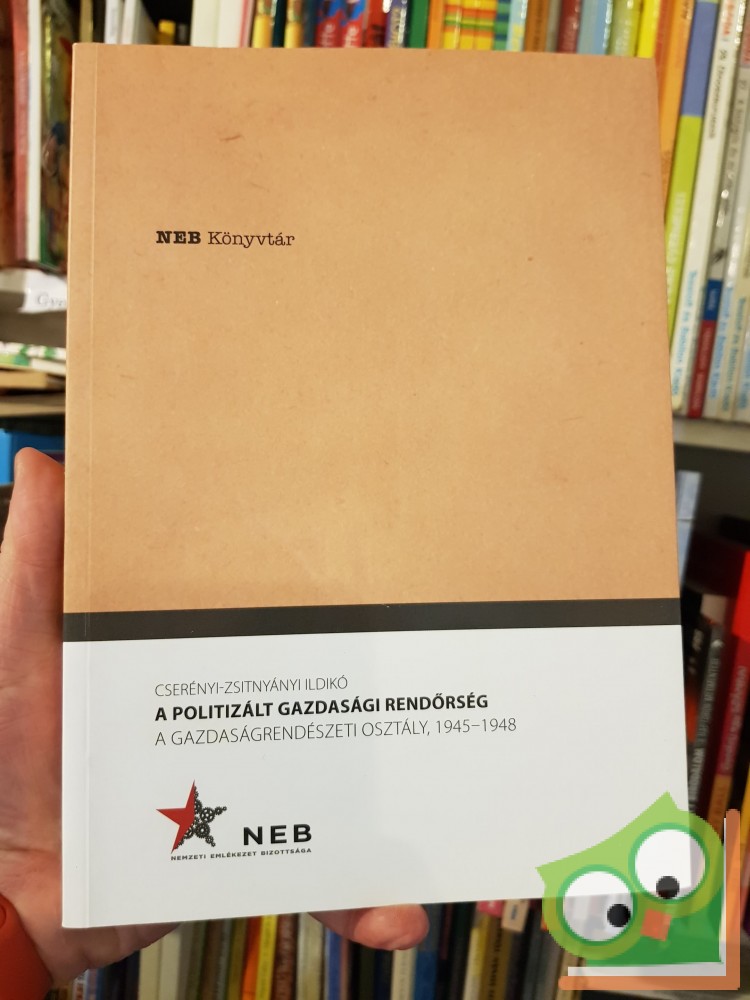 NEB Könyvtár
CSERÉNYI-ZSITNYÁNYI ILDIKÓ
A POLITIZÁLT GAZDASÁGI RENDŐRSÉG
A GAZDASÁGRENDÉSZETI OSZTÁLY, 1945–1948
NEB
NEMZETI EMLÉKEZET BIZOTTSÁGA